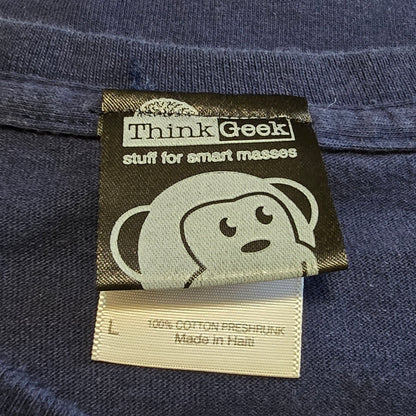 ThinkGeek
stuff for smart masses
L
100% COTTON PRESHRUNK
Made in Haiti